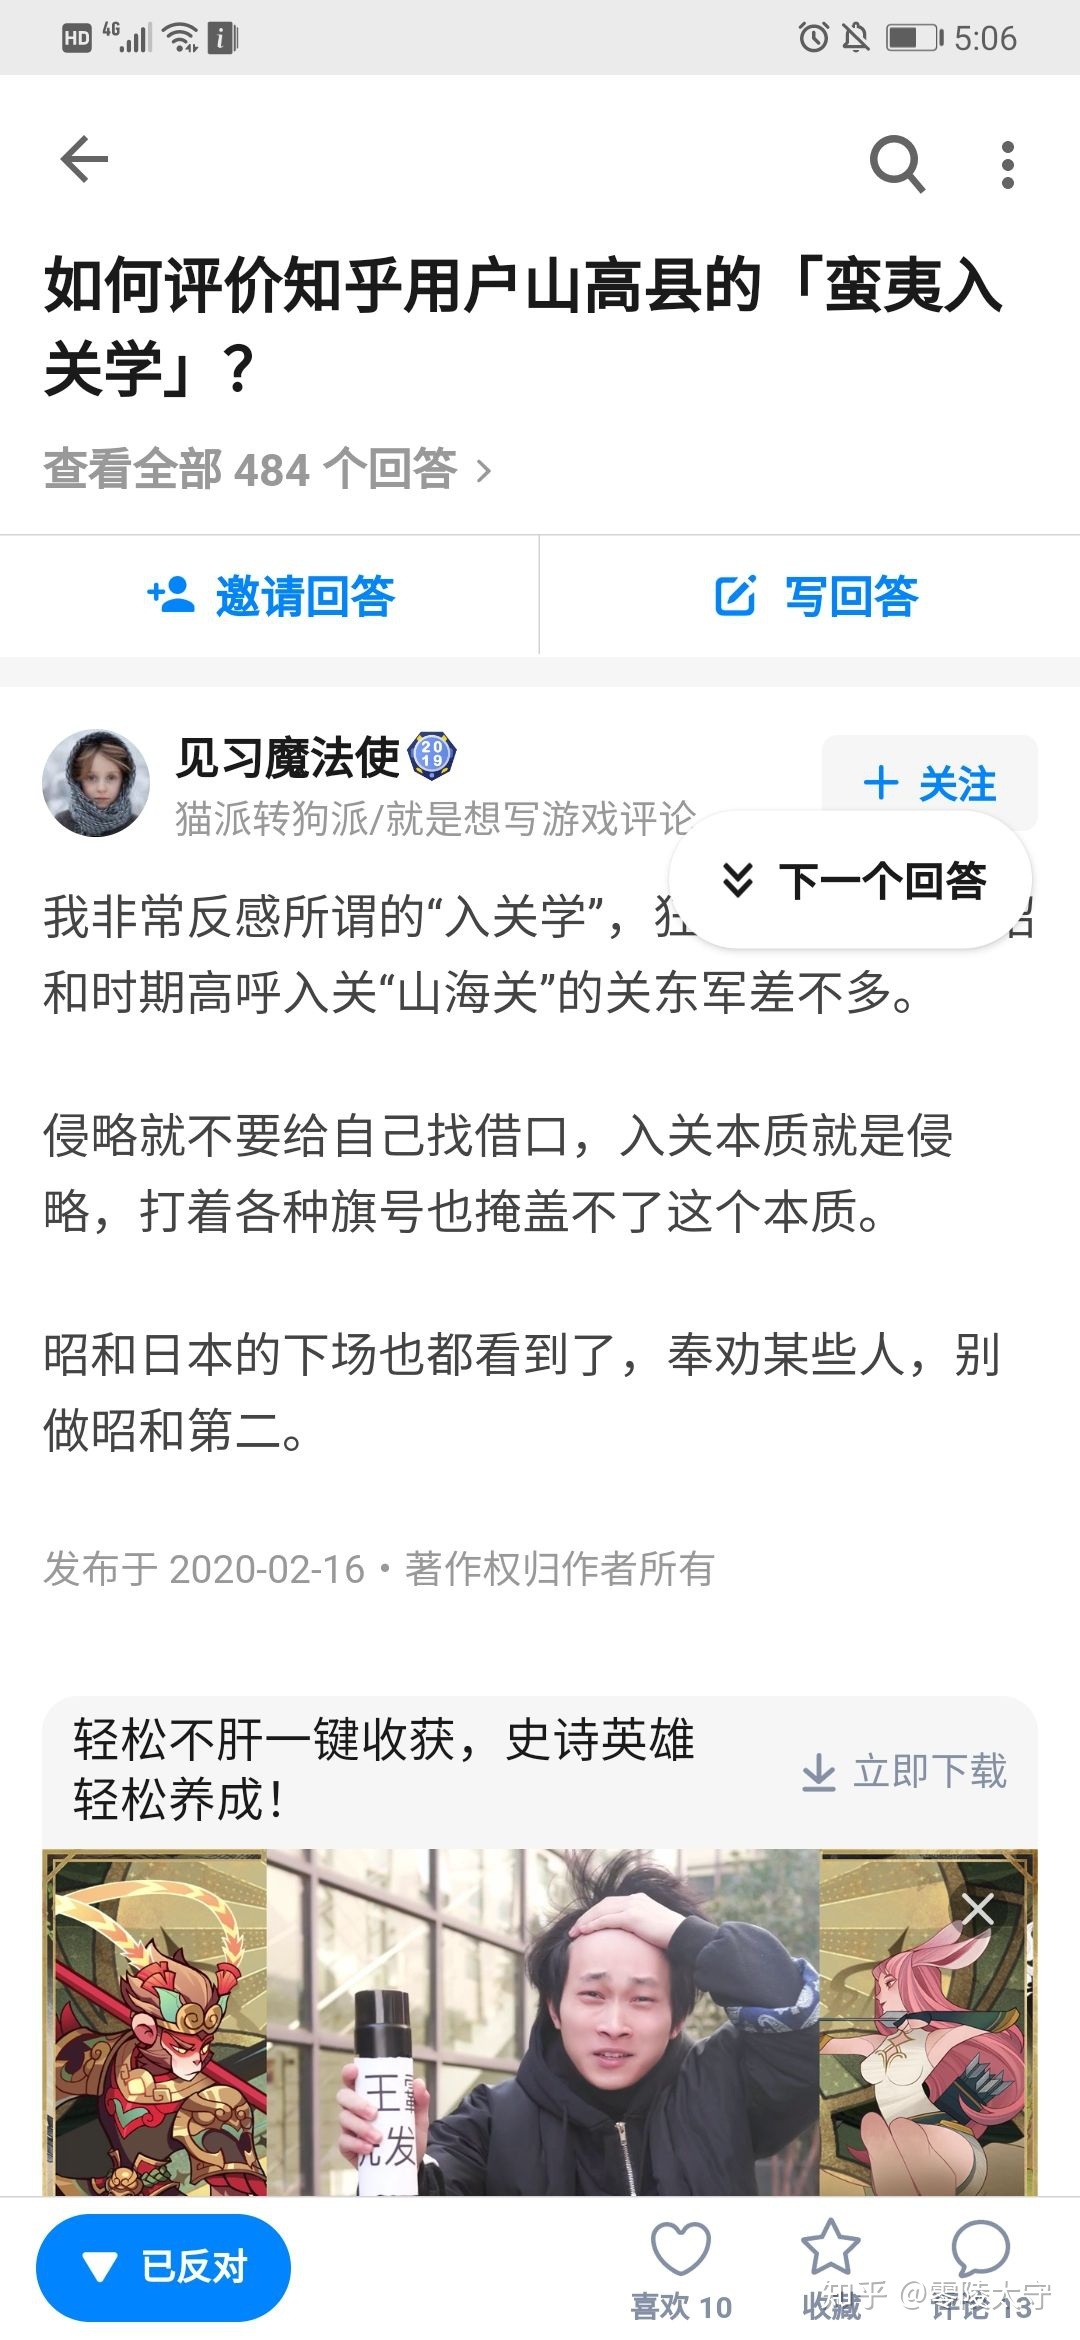 HD 4G 5:06
如何评价知乎用户山高县的「蛮夷入
关学」？
查看全部 484 个回答 >
邀请回答
写回答
见习魔法使 2019
猫派转狗派/就是想写游戏评论
+ 关注
下一个回答
我非常反感所谓的“入关学”，狂
和时期高呼入关“山海关”的关东军差不多。
侵略就不要给自己找借口，入关本质就是侵
略，打着各种旗号也掩盖不了这个本质。
昭和日本的下场也都看到了，奉劝某些人，别
做昭和第二。
发布于 2020-02-16 · 著作权归作者所有
轻松不肝一键收获，史诗英雄
轻松养成！
立即下载
王霸
洗发
已反对
喜欢 10
收藏
评论 13
知乎 @零陵太守